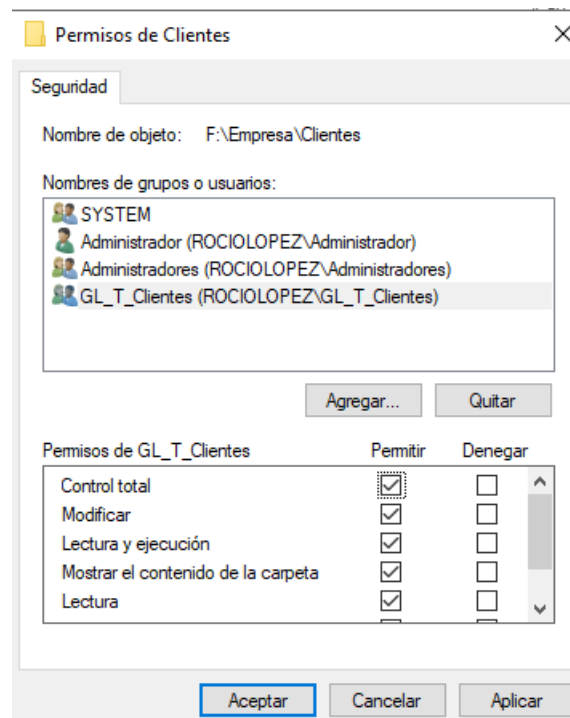 Permisos de Clientes
Seguridad
Nombre de objeto: F:\Empresa\Clientes
Nombres de grupos o usuarios:
SYSTEM
Administrador (ROCIOLOPEZ\Administrador)
Administradores (ROCIOLOPEZ\Administradores)
GL_T_Clientes (ROCIOLOPEZ\GL_T_Clientes)
Agregar... Quitar
Permisos de GL_T_Clientes Permitir Denegar
Control total
Modificar
Lectura y ejecución
Mostrar el contenido de la carpeta
Lectura
Aceptar Cancelar Aplicar